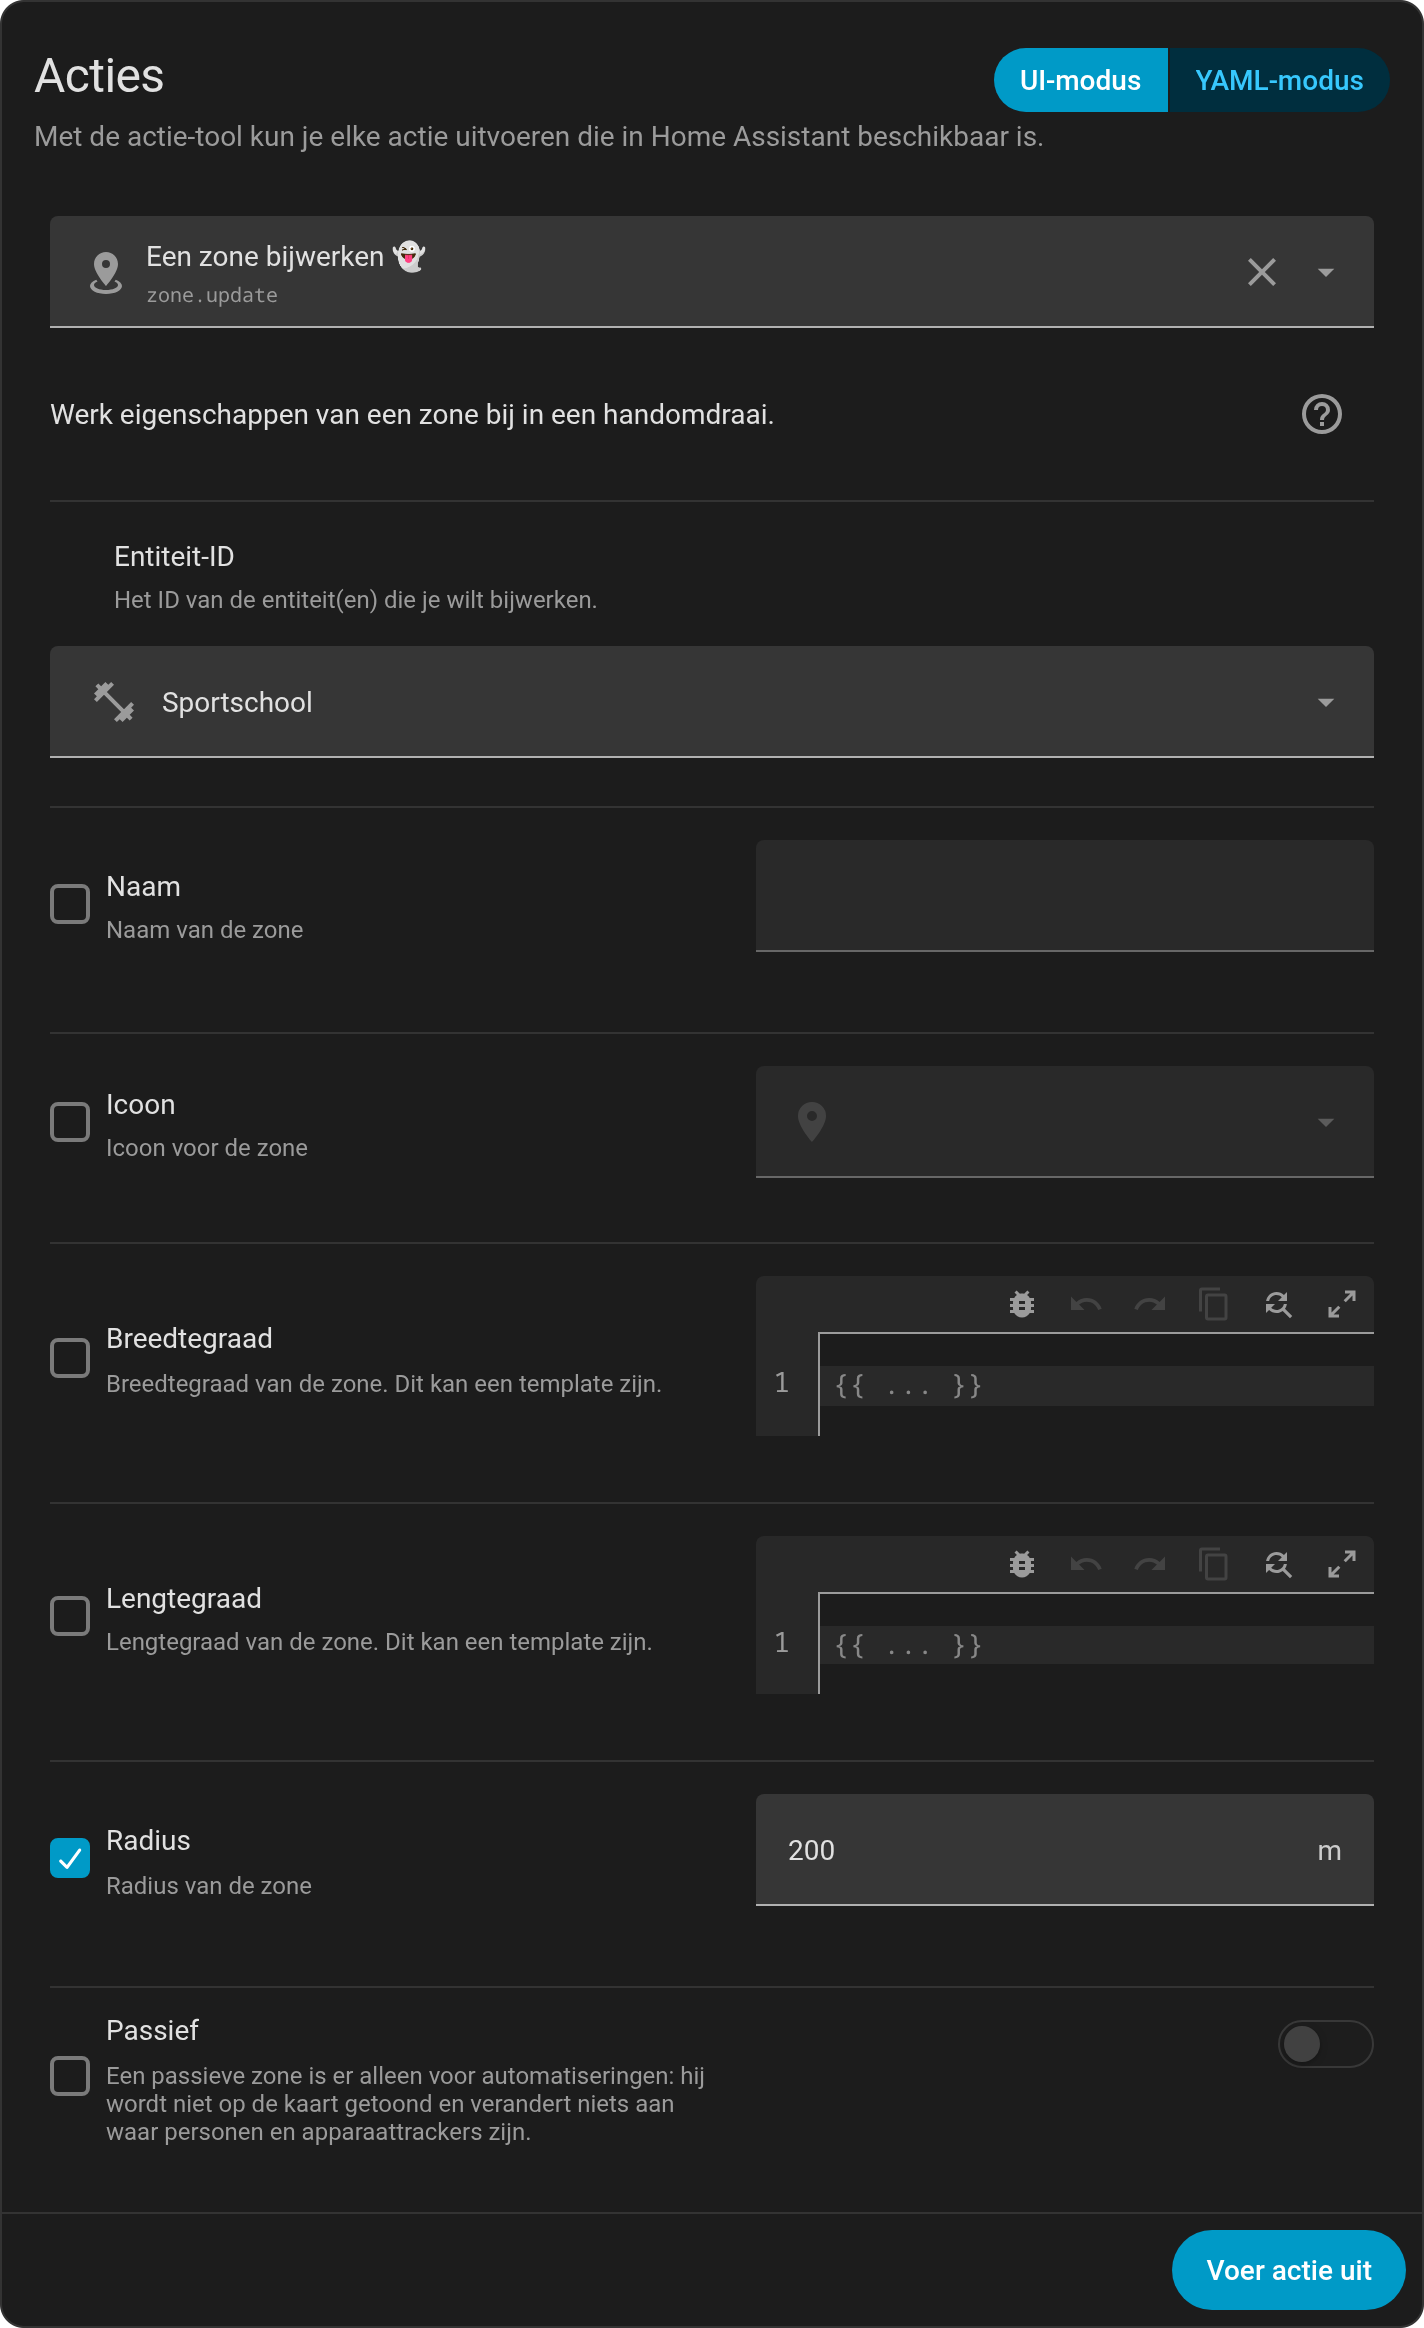 Acties
UI-modus
YAML-modus
Met de actie-tool kun je elke actie uitvoeren die in Home Assistant beschikbaar is.
Een zone bijwerken 👻
zone.update
Werk eigenschappen van een zone bij in een handomdraai.
Entiteit-ID
Het ID van de entiteit(en) die je wilt bijwerken.
Sportschool
Naam
Naam van de zone
Icoon
Icoon voor de zone
Breedtegraad
Breedtegraad van de zone. Dit kan een template zijn.
1
{{ ... }}
Lengtegraad
Lengtegraad van de zone. Dit kan een template zijn.
1
{{ ... }}
Radius
Radius van de zone
200
m
Passief
Een passieve zone is er alleen voor automatiseringen: hij
wordt niet op de kaart getoond en verandert niets aan
waar personen en apparaattrackers zijn.
Voer actie uit